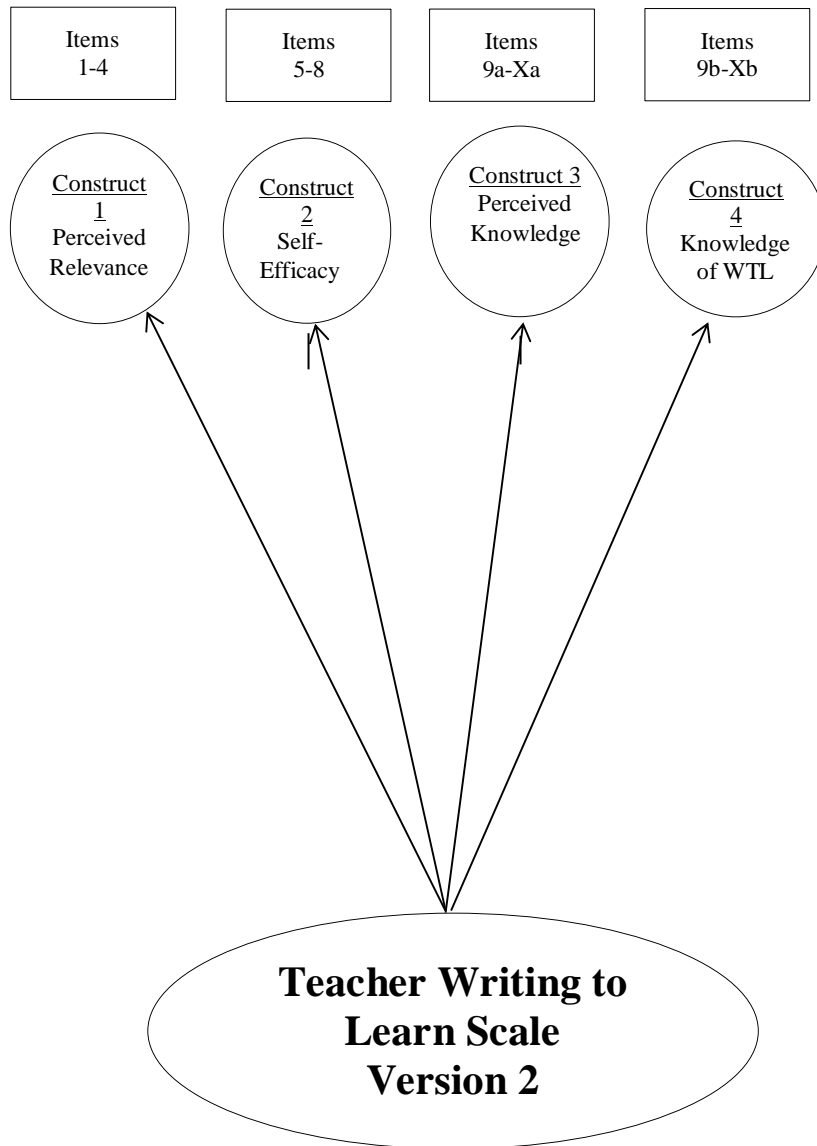 Items
1-4
Items
5-8
Items
9a-Xa
Items
9b-Xb
Construct
1
Perceived
Relevance
Construct
2
Self-
Efficacy
Construct 3
Perceived
Knowledge
Construct
4
Knowledge
of WTL
Teacher Writing to
Learn Scale
Version 2